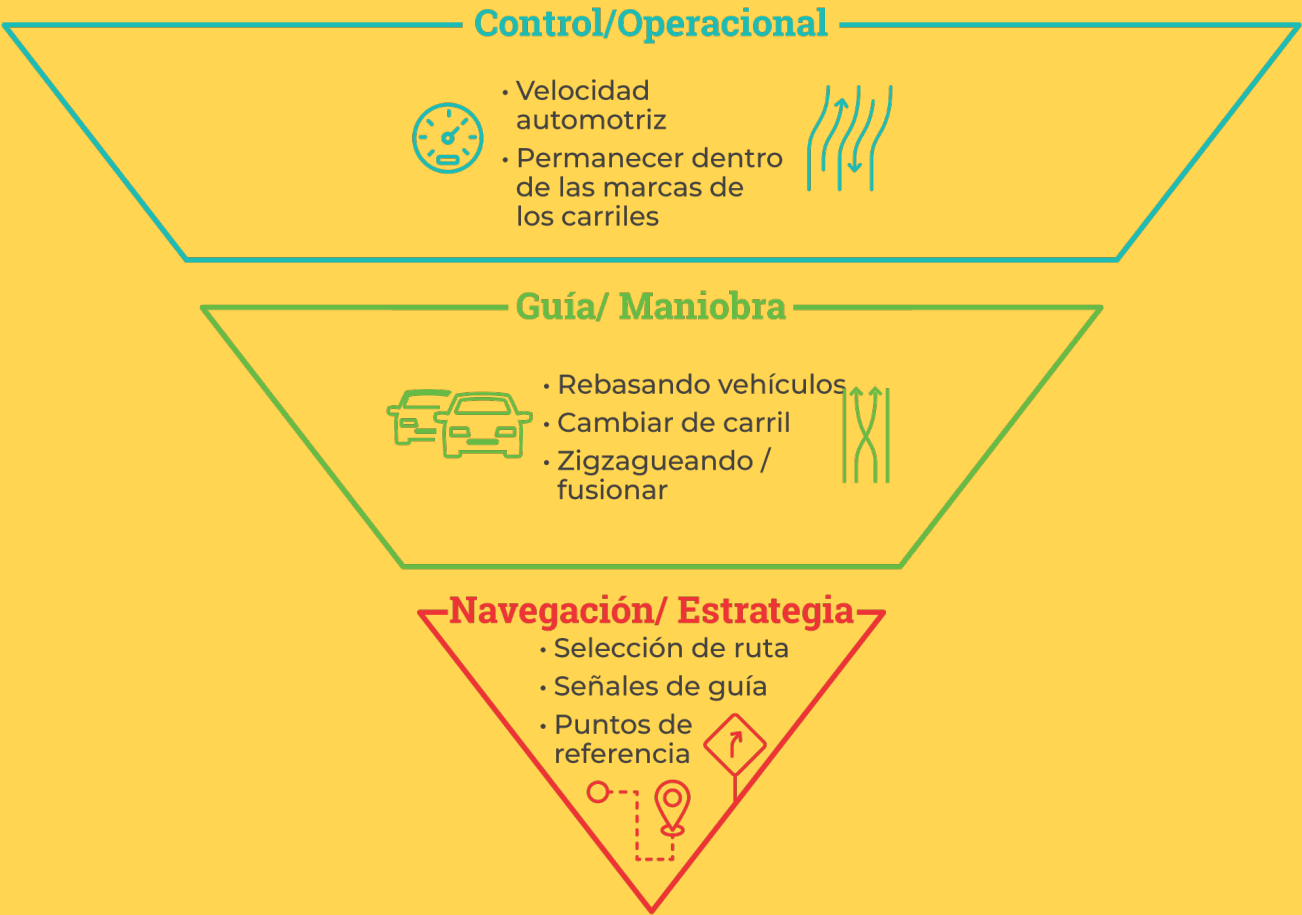 Control/Operacional
• Velocidad
automotriz
• Permanecer dentro
de las marcas de
los carriles
Guía/ Maniobra
• Rebasando vehículos
• Cambiar de carril
• Zigzagueando /
fusionar
Navegación/ Estrategia
• Selección de ruta
• Señales de guía
• Puntos de
referencia